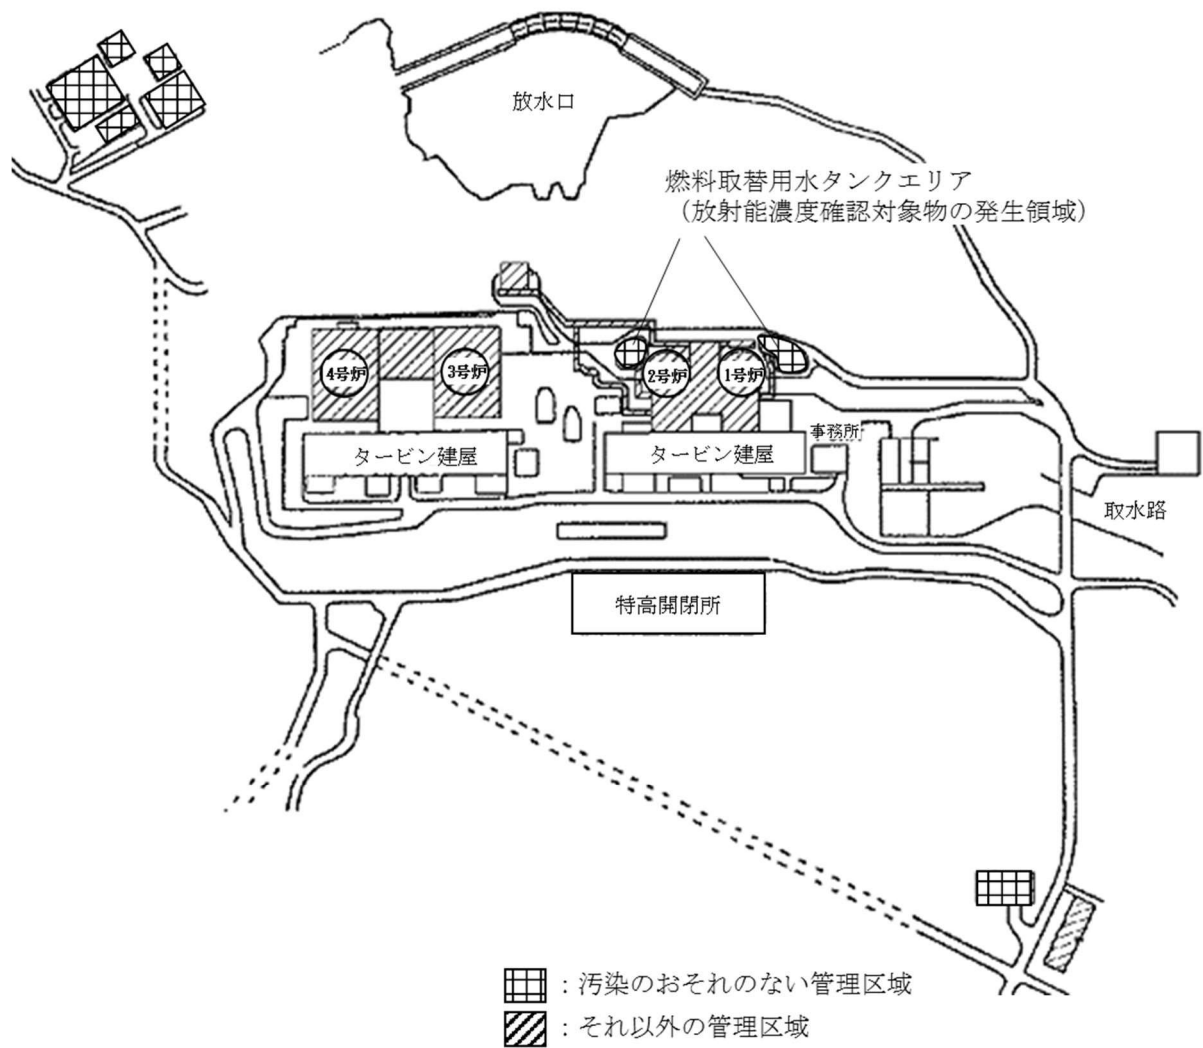 放水口
燃料取替用水タンクエリア
（放射能濃度確認対象物の発生領域）
4号炉
3号炉
2号炉
1号炉
事務所
タービン建屋
タービン建屋
取水路
特高開閉所
：汚染のおそれのない管理区域
：それ以外の管理区域